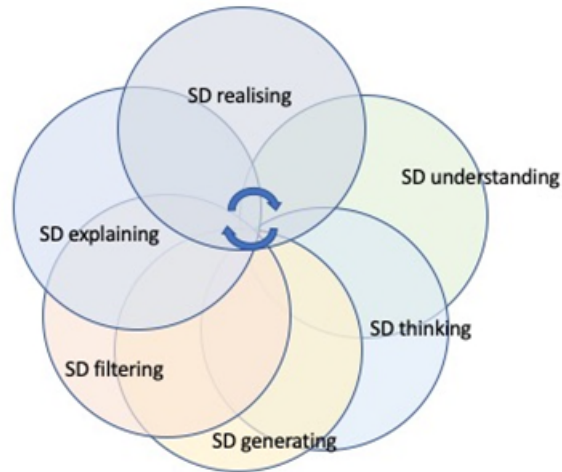 SD realising
SD understanding
SD explaining
SD thinking
SD filtering
SD generating